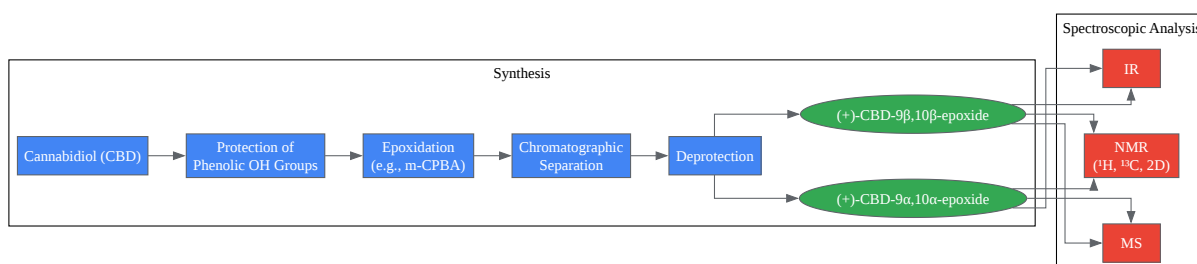 Spectroscopic Analysis
Synthesis
IR
(+)-CBD-9β,10β-epoxide
Cannabidiol (CBD)
Protection of
Phenolic OH Groups
Epoxidation
(e.g., m-CPBA)
Chromatographic
Separation
Deprotection
NMR
(¹H, ¹³C, 2D)
(+)-CBD-9α,10α-epoxide
MS